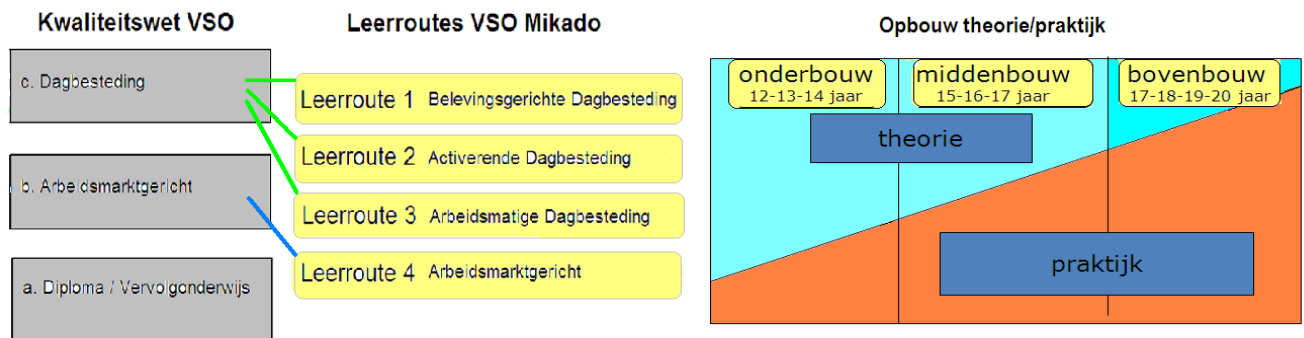 Kwaliteitswet VSO
c. Dagbesteding
b. Arbeidsmarktgericht
a. Diploma / Vervolgonderwijs
Leerroutes VSO Mikado
Leerroute 1 Belevingsgerichte Dagbesteding
Leerroute 2 Activerende Dagbesteding
Leerroute 3 Arbeidsmatige Dagbesteding
Leerroute 4 Arbeidsmarktgericht
Opbouw theorie/praktijk
onderbouw
12-13-14 jaar
middenbouw
15-16-17 jaar
bovenbouw
17-18-19-20 jaar
theorie
praktijk